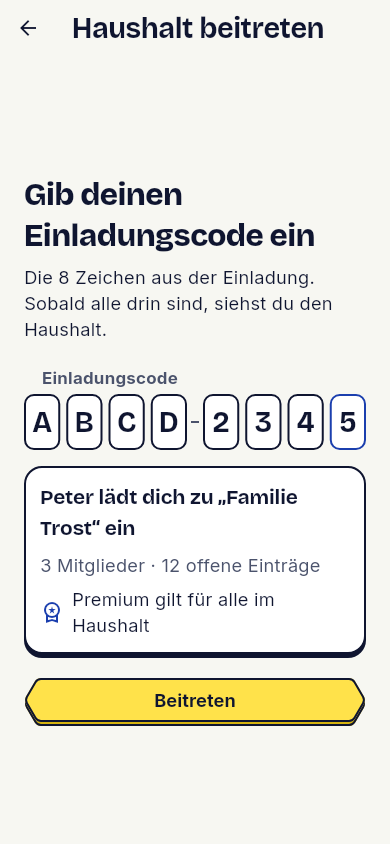 Haushalt beitreten
Gib deinen
Einladungscode ein
Die 8 Zeichen aus der Einladung.
Sobald alle drin sind, siehst du den
Haushalt.
Einladungscode
A B C D - 2 3 4 5
Peter lädt dich zu „Familie
Trost“ ein
3 Mitglieder · 12 offene Einträge
Premium gilt für alle im
Haushalt
Beitreten